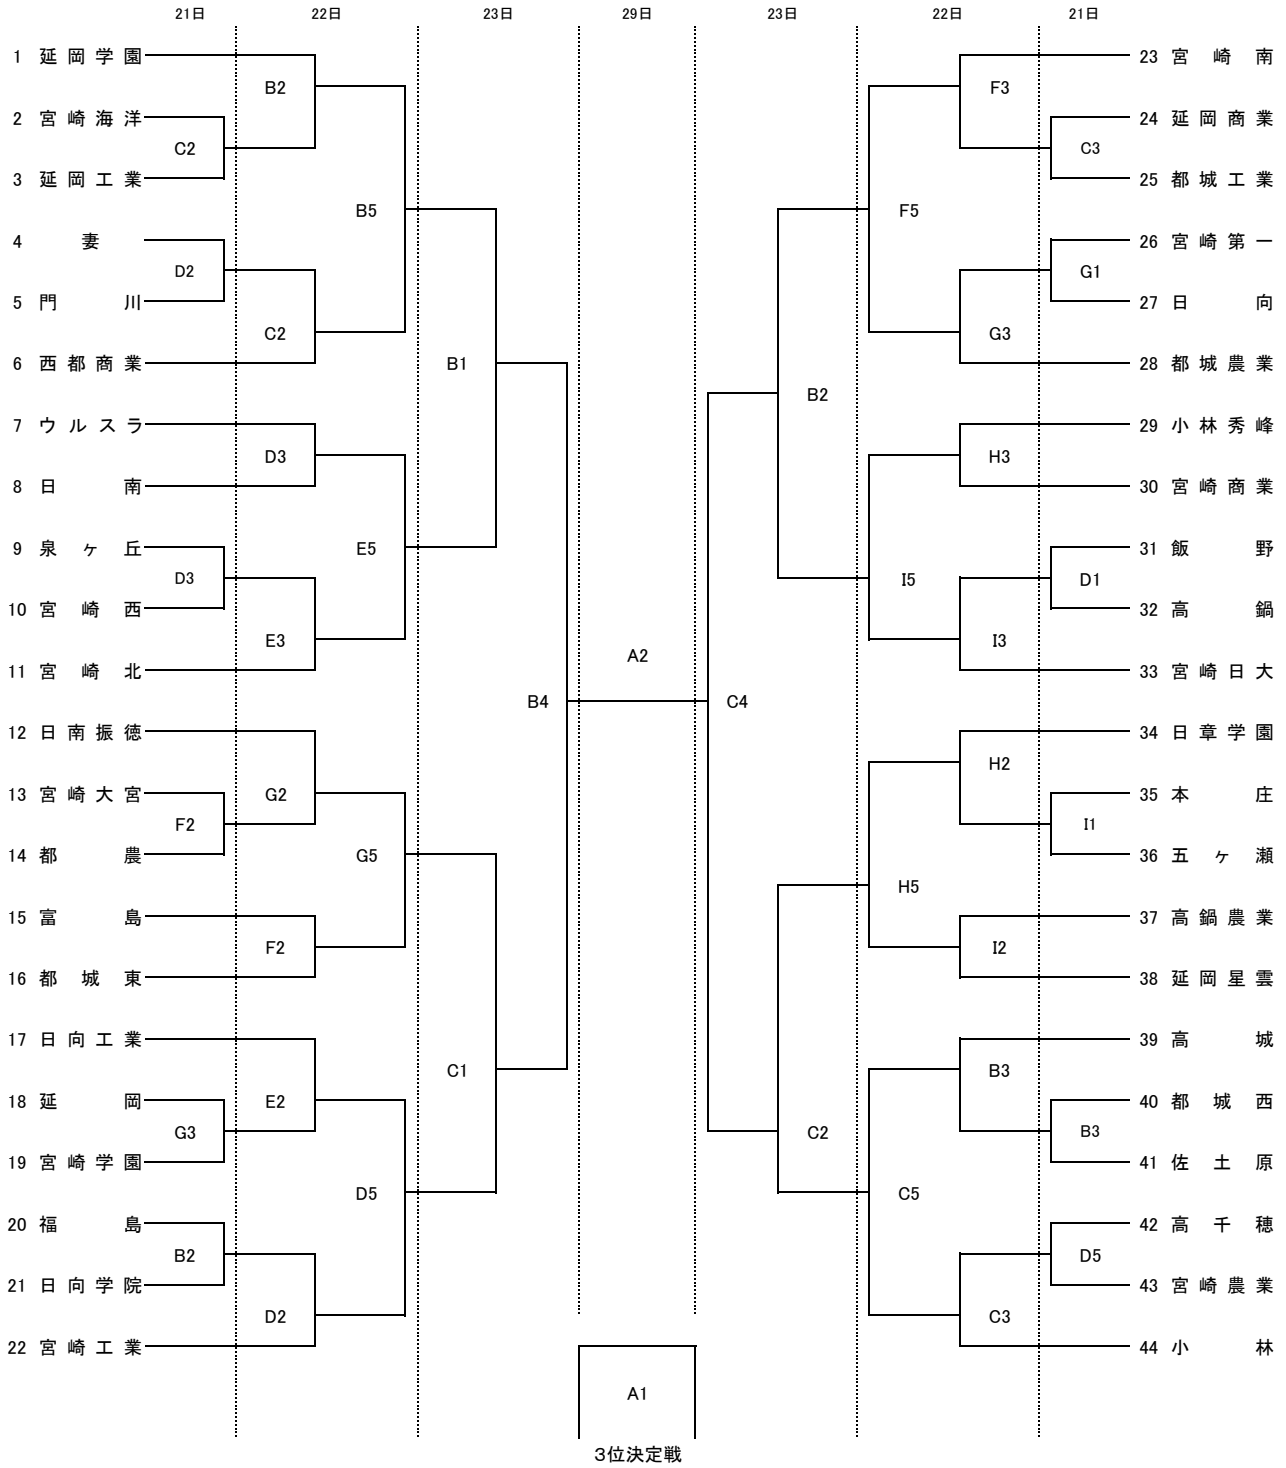 21日 22日 23日 29日 23日 22日 21日
1 延岡学園 23 宮崎南
B2 F3
2 宮崎海洋 24 延岡商業
C2 C3
3 延岡工業 25 都城工業
B5 F5
4 妻 26 宮崎第一
D2 G1
5 門川 27 日向
C2 G3
6 西都商業 B1 28 都城農業
B2
7 ウルスラ 29 小林秀峰
D3 H3
8 日南 30 宮崎商業
9 泉ヶ丘 E5 31 飯野
D3 I5 D1
10 宮崎西 32 高鍋
E3 I3
A2
11 宮崎北 33 宮崎日大
B4 C4
12 日南振徳 34 日章学園
H2
13 宮崎大宮 G2 35 本庄
F2 I1
14 都農 G5 36 五ヶ瀬
H5
15 富島 37 高鍋農業
F2 I2
16 都城東 38 延岡星雲
17 日向工業 39 高城
C1 B3
18 延岡 E2 40 都城西
G3 C2 B3
19 宮崎学園 41 佐土原
D5 C5
20 福島 42 高千穂
B2 D5
21 日向学院 43 宮崎農業
D2 C3
22 宮崎工業 44 小林
A1
3位決定戦